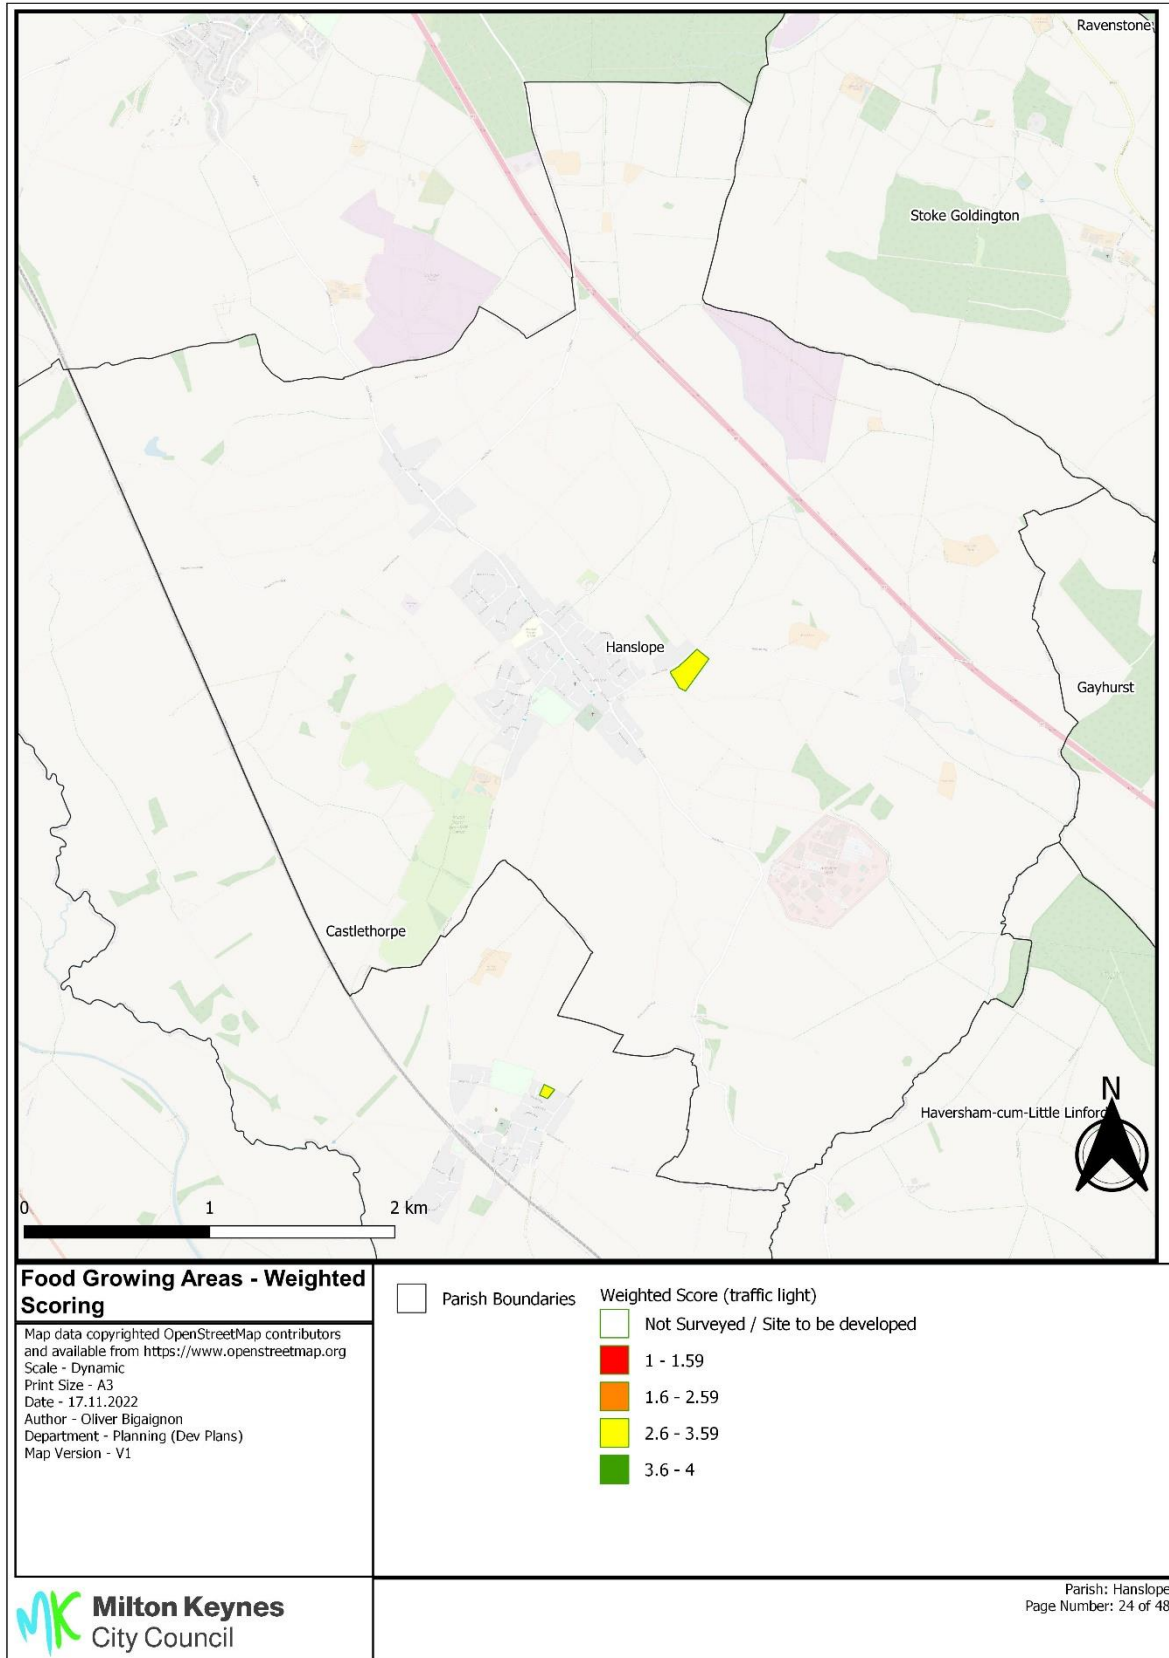 Ravenstone
Stoke Goldington
Hanslope
Gayhurst
Castlethorpe
Haversham-cum-Little Linford
N
0 1 2 km
Food Growing Areas - Weighted
Scoring
Map data copyrighted OpenStreetMap contributors
and available from https://www.openstreetmap.org
Scale - Dynamic
Print Size - A3
Date - 17.11.2022
Author - Oliver Bigaignon
Department - Planning (Dev Plans)
Map Version - V1
Parish Boundaries
Weighted Score (traffic light)
Not Surveyed / Site to be developed
1 - 1.59
1.6 - 2.59
2.6 - 3.59
3.6 - 4
MK Milton Keynes
City Council
Parish: Hanslope
Page Number: 24 of 48